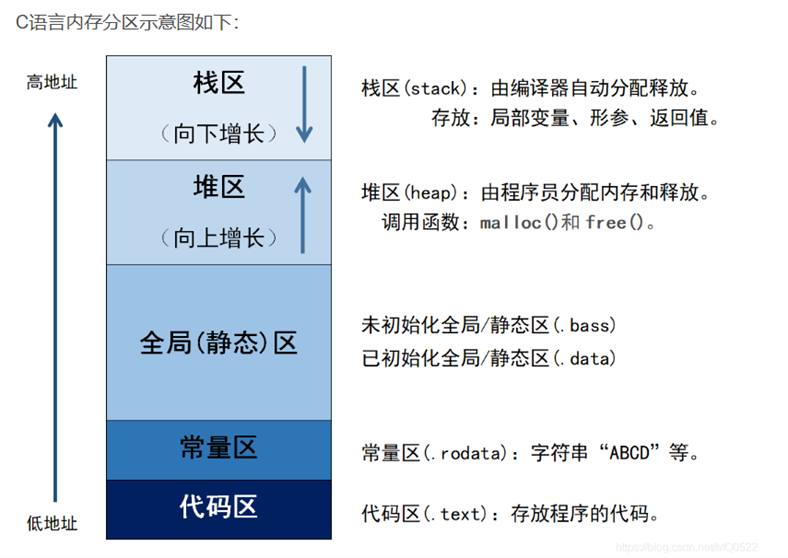 C语言内存分区示意图如下：
高地址
栈区
（向下增长）
栈区(stack)：由编译器自动分配释放。
存放：局部变量、形参、返回值。
堆区
（向上增长）
堆区(heap)：由程序员分配内存和释放。
调用函数：malloc()和 free()。
全局(静态)区
未初始化全局/静态区(.bass)
已初始化全局/静态区(.data)
常量区
常量区(.rodata)：字符串“ABCD”等。
代码区
代码区(.text)：存放程序的代码。
低地址
https://blog.csdn.net/MQ0522